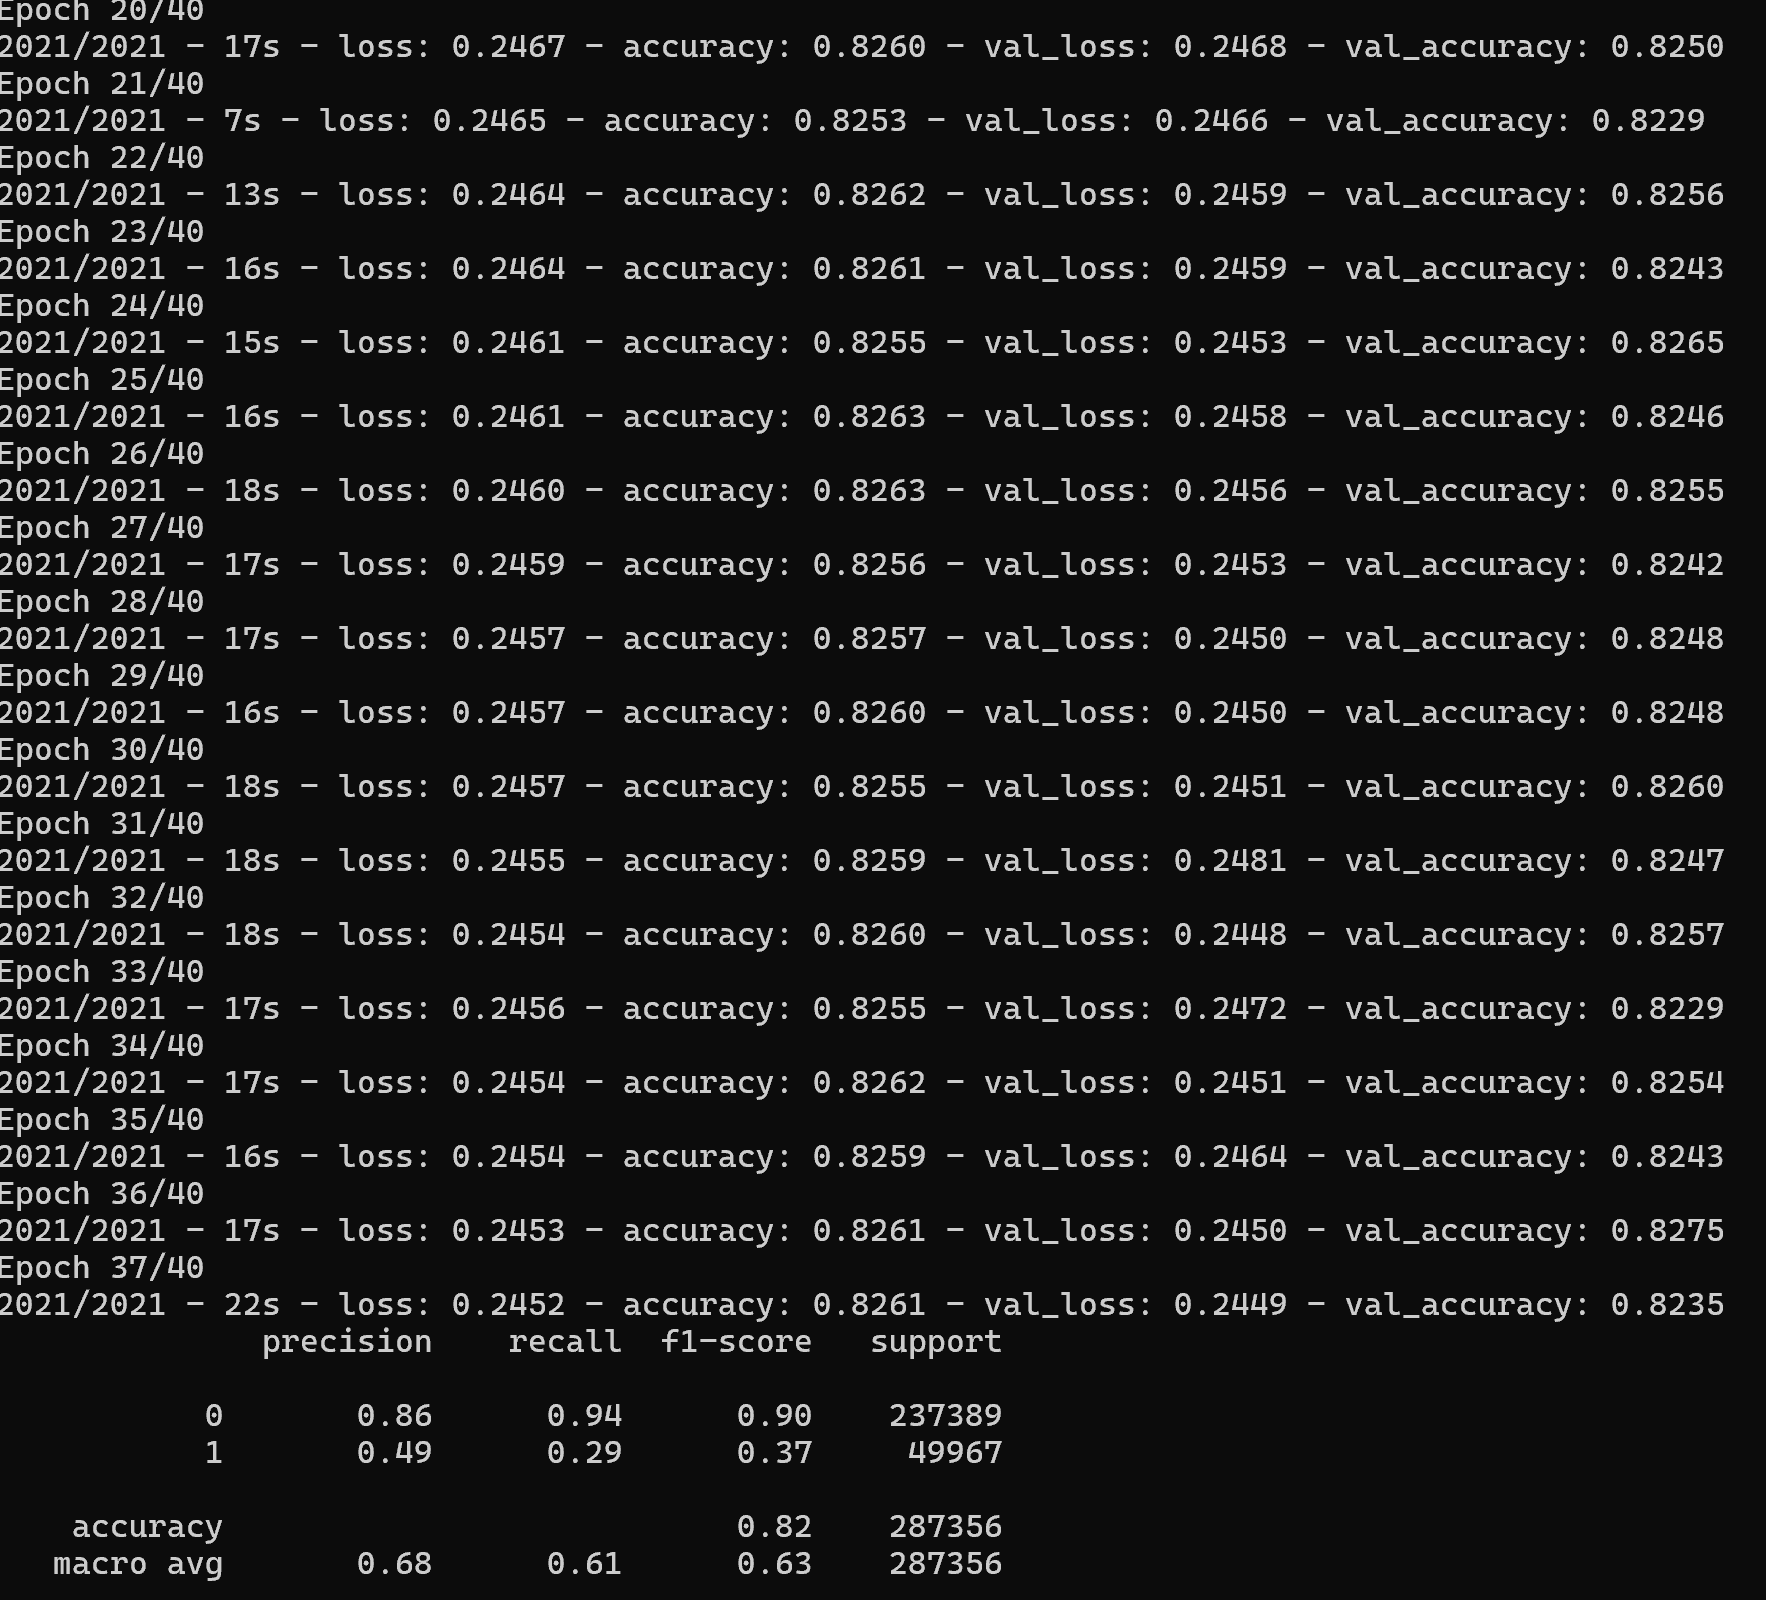 Epoch 20/40
2021/2021 - 17s - loss: 0.2467 - accuracy: 0.8260 - val_loss: 0.2468 - val_accuracy: 0.8250
Epoch 21/40
2021/2021 - 7s - loss: 0.2465 - accuracy: 0.8253 - val_loss: 0.2466 - val_accuracy: 0.8229
Epoch 22/40
2021/2021 - 13s - loss: 0.2464 - accuracy: 0.8262 - val_loss: 0.2459 - val_accuracy: 0.8256
Epoch 23/40
2021/2021 - 16s - loss: 0.2464 - accuracy: 0.8261 - val_loss: 0.2459 - val_accuracy: 0.8243
Epoch 24/40
2021/2021 - 15s - loss: 0.2461 - accuracy: 0.8255 - val_loss: 0.2453 - val_accuracy: 0.8265
Epoch 25/40
2021/2021 - 16s - loss: 0.2461 - accuracy: 0.8263 - val_loss: 0.2458 - val_accuracy: 0.8246
Epoch 26/40
2021/2021 - 18s - loss: 0.2460 - accuracy: 0.8263 - val_loss: 0.2456 - val_accuracy: 0.8255
Epoch 27/40
2021/2021 - 17s - loss: 0.2459 - accuracy: 0.8256 - val_loss: 0.2453 - val_accuracy: 0.8242
Epoch 28/40
2021/2021 - 17s - loss: 0.2457 - accuracy: 0.8257 - val_loss: 0.2450 - val_accuracy: 0.8248
Epoch 29/40
2021/2021 - 16s - loss: 0.2457 - accuracy: 0.8260 - val_loss: 0.2450 - val_accuracy: 0.8248
Epoch 30/40
2021/2021 - 18s - loss: 0.2457 - accuracy: 0.8255 - val_loss: 0.2451 - val_accuracy: 0.8260
Epoch 31/40
2021/2021 - 18s - loss: 0.2455 - accuracy: 0.8259 - val_loss: 0.2481 - val_accuracy: 0.8247
Epoch 32/40
2021/2021 - 18s - loss: 0.2454 - accuracy: 0.8260 - val_loss: 0.2448 - val_accuracy: 0.8257
Epoch 33/40
2021/2021 - 17s - loss: 0.2456 - accuracy: 0.8255 - val_loss: 0.2472 - val_accuracy: 0.8229
Epoch 34/40
2021/2021 - 17s - loss: 0.2454 - accuracy: 0.8262 - val_loss: 0.2451 - val_accuracy: 0.8254
Epoch 35/40
2021/2021 - 16s - loss: 0.2454 - accuracy: 0.8259 - val_loss: 0.2464 - val_accuracy: 0.8243
Epoch 36/40
2021/2021 - 17s - loss: 0.2453 - accuracy: 0.8261 - val_loss: 0.2450 - val_accuracy: 0.8275
Epoch 37/40
2021/2021 - 22s - loss: 0.2452 - accuracy: 0.8261 - val_loss: 0.2449 - val_accuracy: 0.8235
precision recall f1-score support
0 0.86 0.94 0.90 237389
1 0.49 0.29 0.37 49967
accuracy 0.82 287356
macro avg 0.68 0.61 0.63 287356